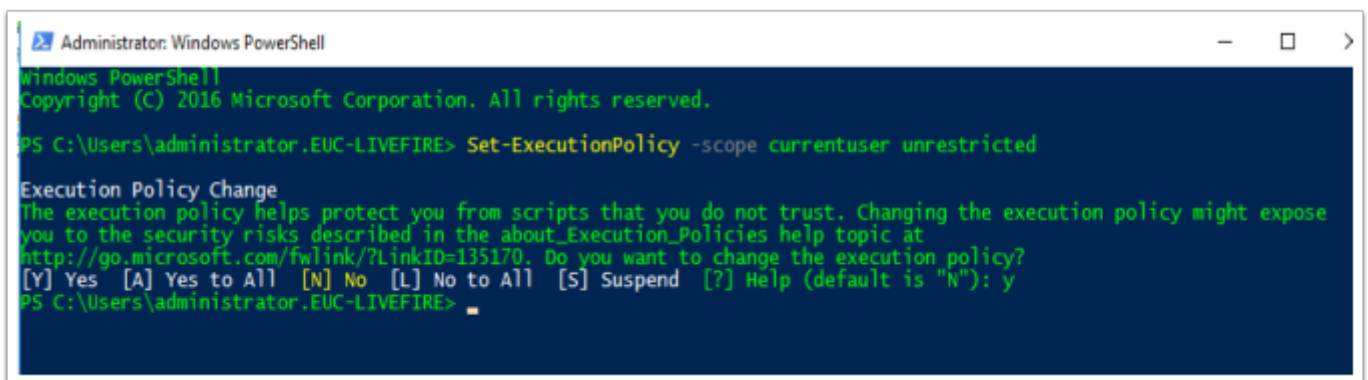 Administrator: Windows PowerShell
Windows PowerShell
Copyright (C) 2016 Microsoft Corporation. All rights reserved.
PS C:\Users\administrator.EUC-LIVEFIRE> Set-ExecutionPolicy -scope currentuser unrestricted
Execution Policy Change
The execution policy helps protect you from scripts that you do not trust. Changing the execution policy might expose
you to the security risks described in the about_Execution_Policies help topic at
http://go.microsoft.com/fwlink/?LinkID=135170. Do you want to change the execution policy?
[Y] Yes  [A] Yes to All  [N] No  [L] No to All  [S] Suspend  [?] Help (default is "N"): y
PS C:\Users\administrator.EUC-LIVEFIRE>